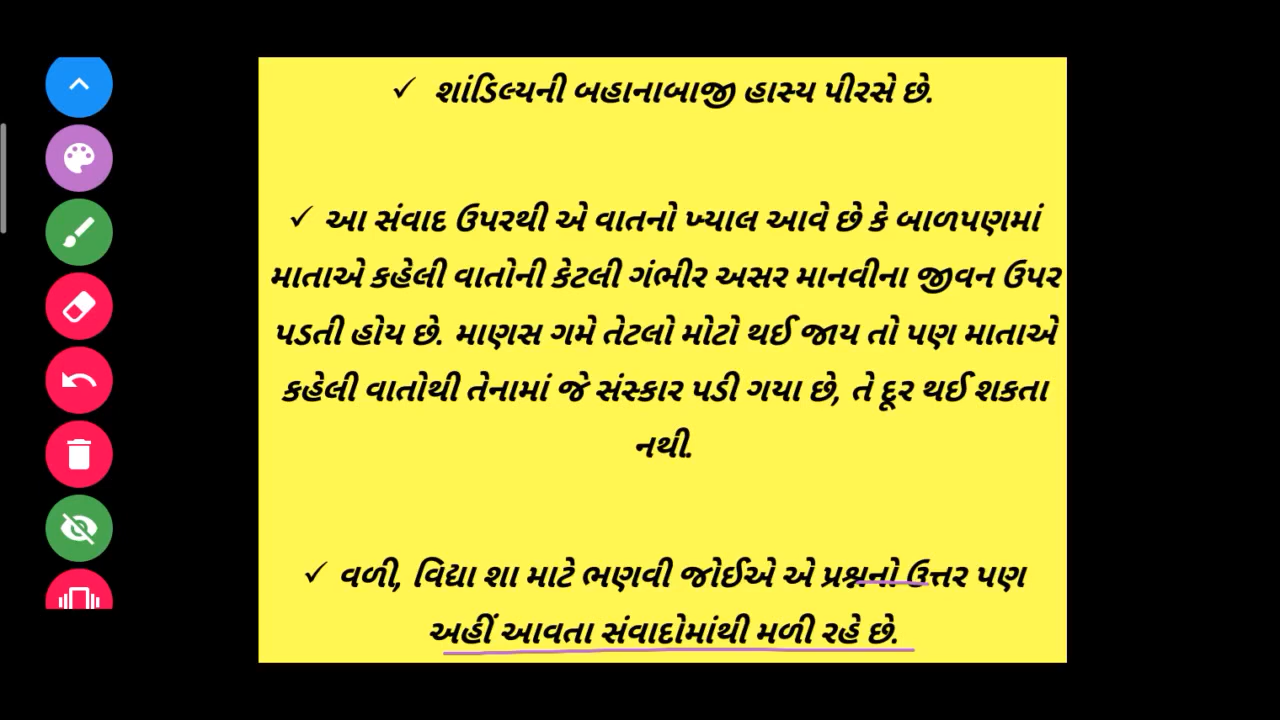 ✓ શાંડિલ્યની બહાનાબાજી હાસ્ય પીરસે છે.
✓ આ સંવાદ ઉપરથી એ વાતનો ખ્યાલ આવે છે કે બાળપણમાં
માતાએ કહેલી વાતોની કેટલી ગંભીર અસર માનવીના જીવન ઉપર
પડતી હોય છે. માણસ ગમે તેટલો મોટો થઈ જાય તો પણ માતાએ
કહેલી વાતોથી તેનામાં જે સંસ્કાર પડી ગયા છે, તે દૂર થઈ શકતા
નથી.
✓ વળી, વિદ્યા શા માટે ભણવી જોઈએ એ પ્રશ્નનો ઉત્તર પણ
અહીં આવતા સંવાદોમાંથી મળી રહે છે.